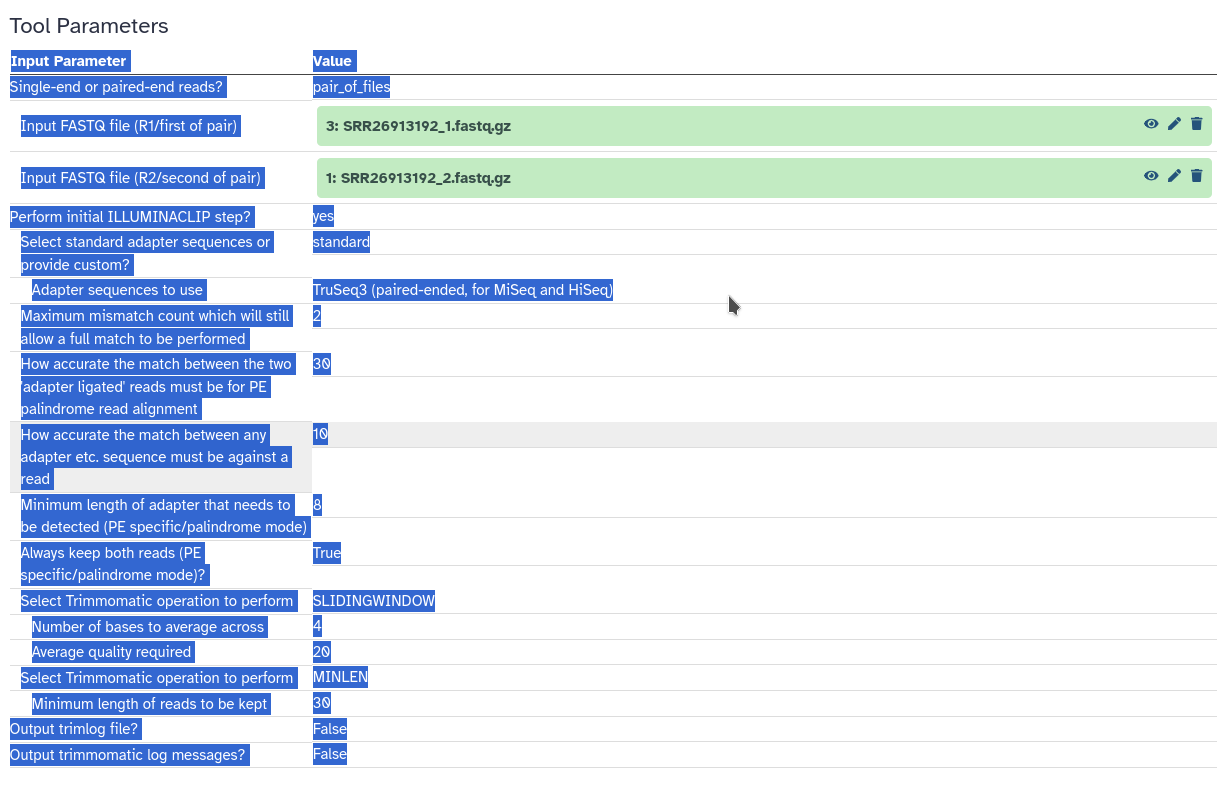 Tool Parameters
Input Parameter Value
Single-end or paired-end reads? pair_of_files
Input FASTQ file (R1/first of pair) 3: SRR26913192_1.fastq.gz
Input FASTQ file (R2/second of pair) 1: SRR26913192_2.fastq.gz
Perform initial ILLUMINACLIP step? yes
Select standard adapter sequences or standard
provide custom?
Adapter sequences to use TruSeq3 (paired-ended, for MiSeq and HiSeq)
Maximum mismatch count which will still 2
allow a full match to be performed
How accurate the match between the two 30
'adapter ligated' reads must be for PE
palindrome read alignment
How accurate the match between any 10
adapter etc. sequence must be against a
read
Minimum length of adapter that needs to 8
be detected (PE specific/palindrome mode)
Always keep both reads (PE True
specific/palindrome mode)?
Select Trimmomatic operation to perform SLIDINGWINDOW
Number of bases to average across 4
Average quality required 20
Select Trimmomatic operation to perform MINLEN
Minimum length of reads to be kept 30
Output trimlog file? False
Output trimmomatic log messages? False